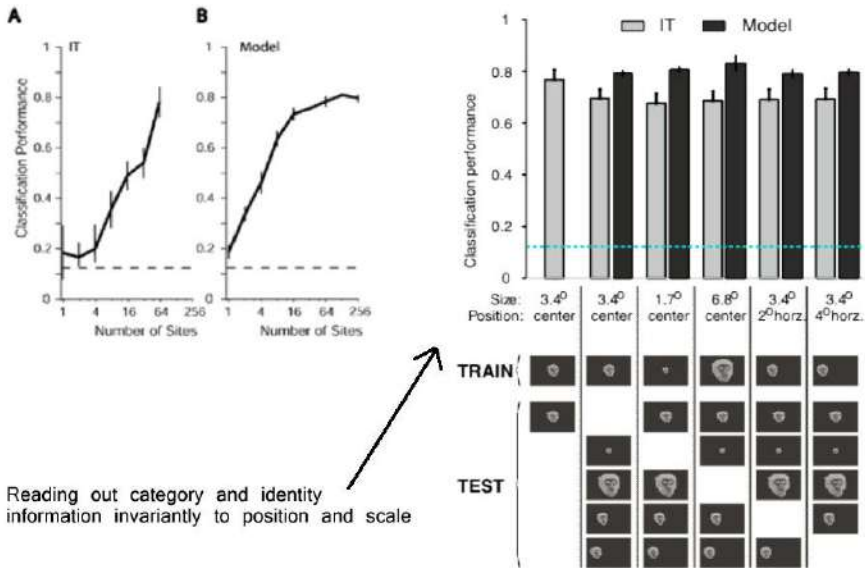 A
IT
B
Model
Classification Performance
1
0.8
0.6
0.4
0.2
0
1 4 16 64 256
Number of Sites
1
0.8
0.6
0.4
0.2
0
1 4 16 64 256
Number of Sites
IT Model
Classification performance
1
0.8
0.6
0.4
0.2
0
Size: 3.4° 3.4° 1.7° 6.8° 3.4° 3.4°
Position: center center center center 2°horz. 4°horz.
TRAIN
TEST
Reading out category and identity
information invariantly to position and scale